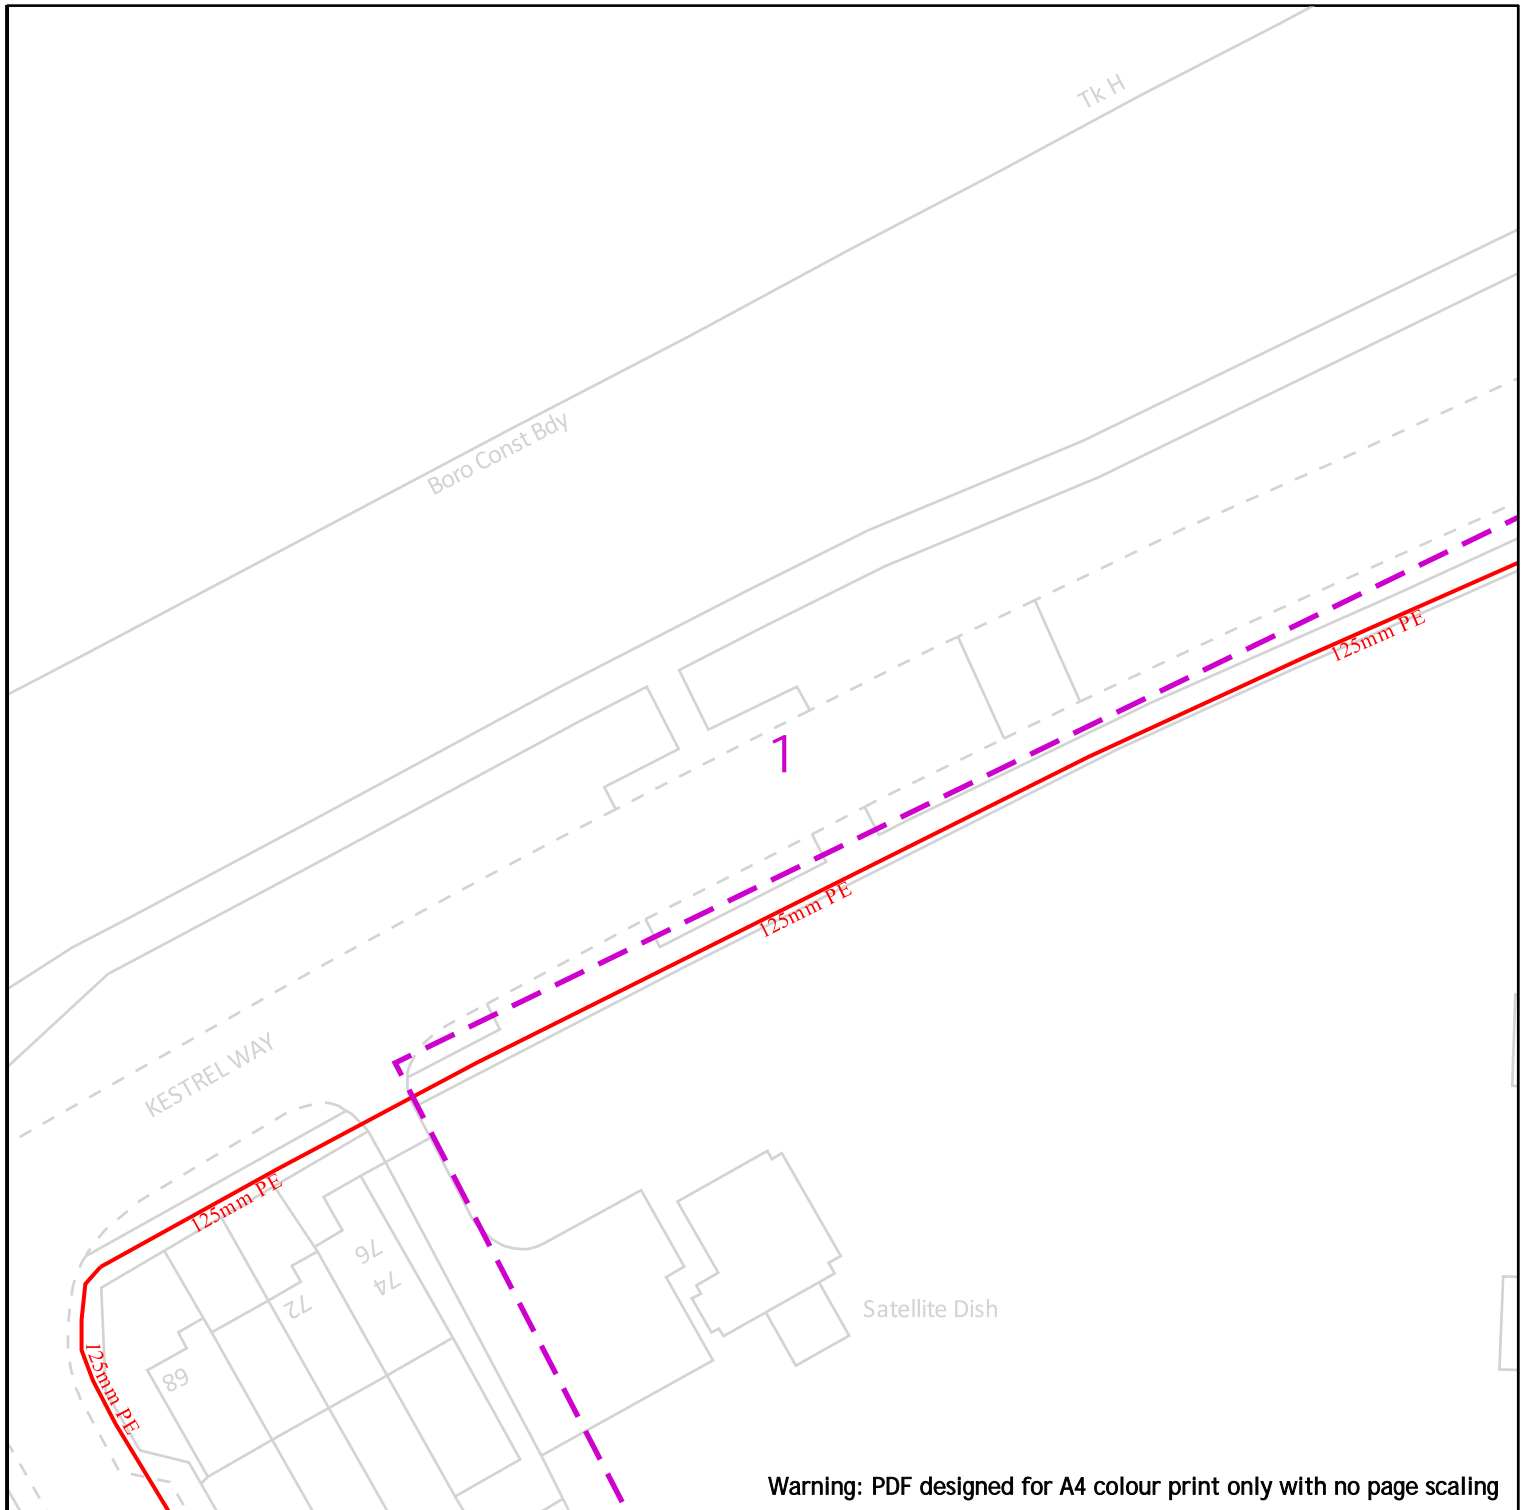 Tk H
Boro Const Bdy
125mm PE
1
125mm PE
KESTREL WAY
125mm PE
76
74
72
Satellite Dish
68
125mm PE
Warning: PDF designed for A4 colour print only with no page scaling